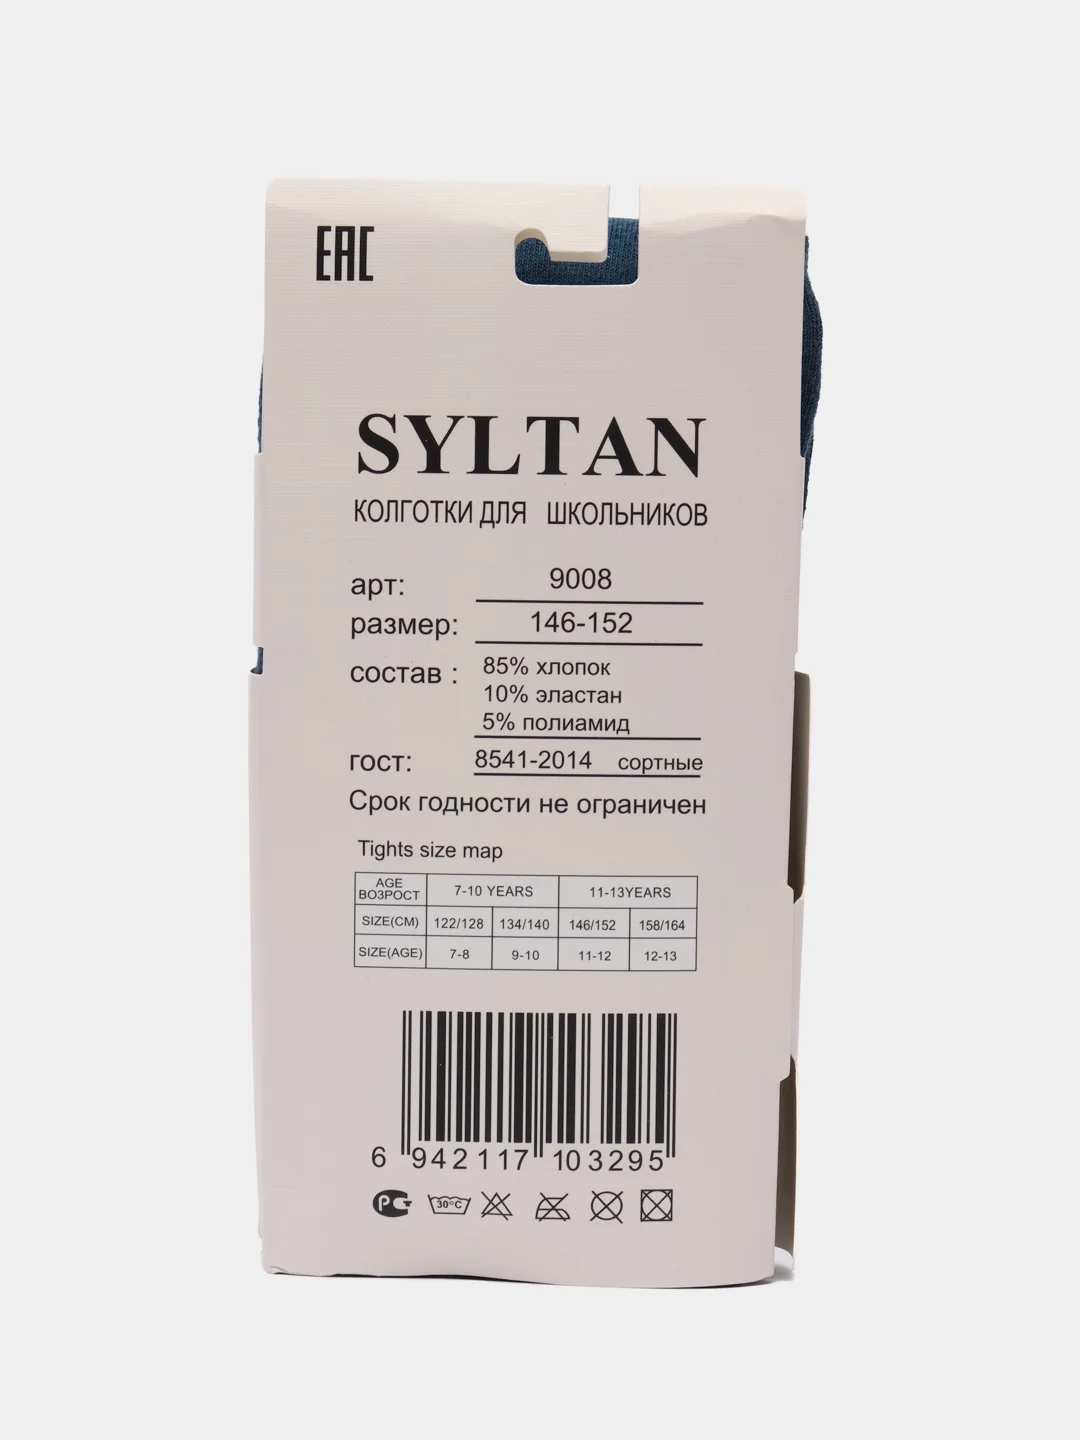 EAC
SYLTAN
КОЛГОТКИ ДЛЯ ШКОЛЬНИКОВ
арт: 9008
размер: 146-152
состав : 85% хлопок
10% эластан
5% полиамид
гост: 8541-2014 сортные
Срок годности не ограничен
Tights size map
AGE ВОЗРОСТ 7-10 YEARS 11-13YEARS
SIZE(CM) 122/128 134/140 146/152 158/164
SIZE(AGE) 7-8 9-10 11-12 12-13
6 942117 103295
РС 30°C